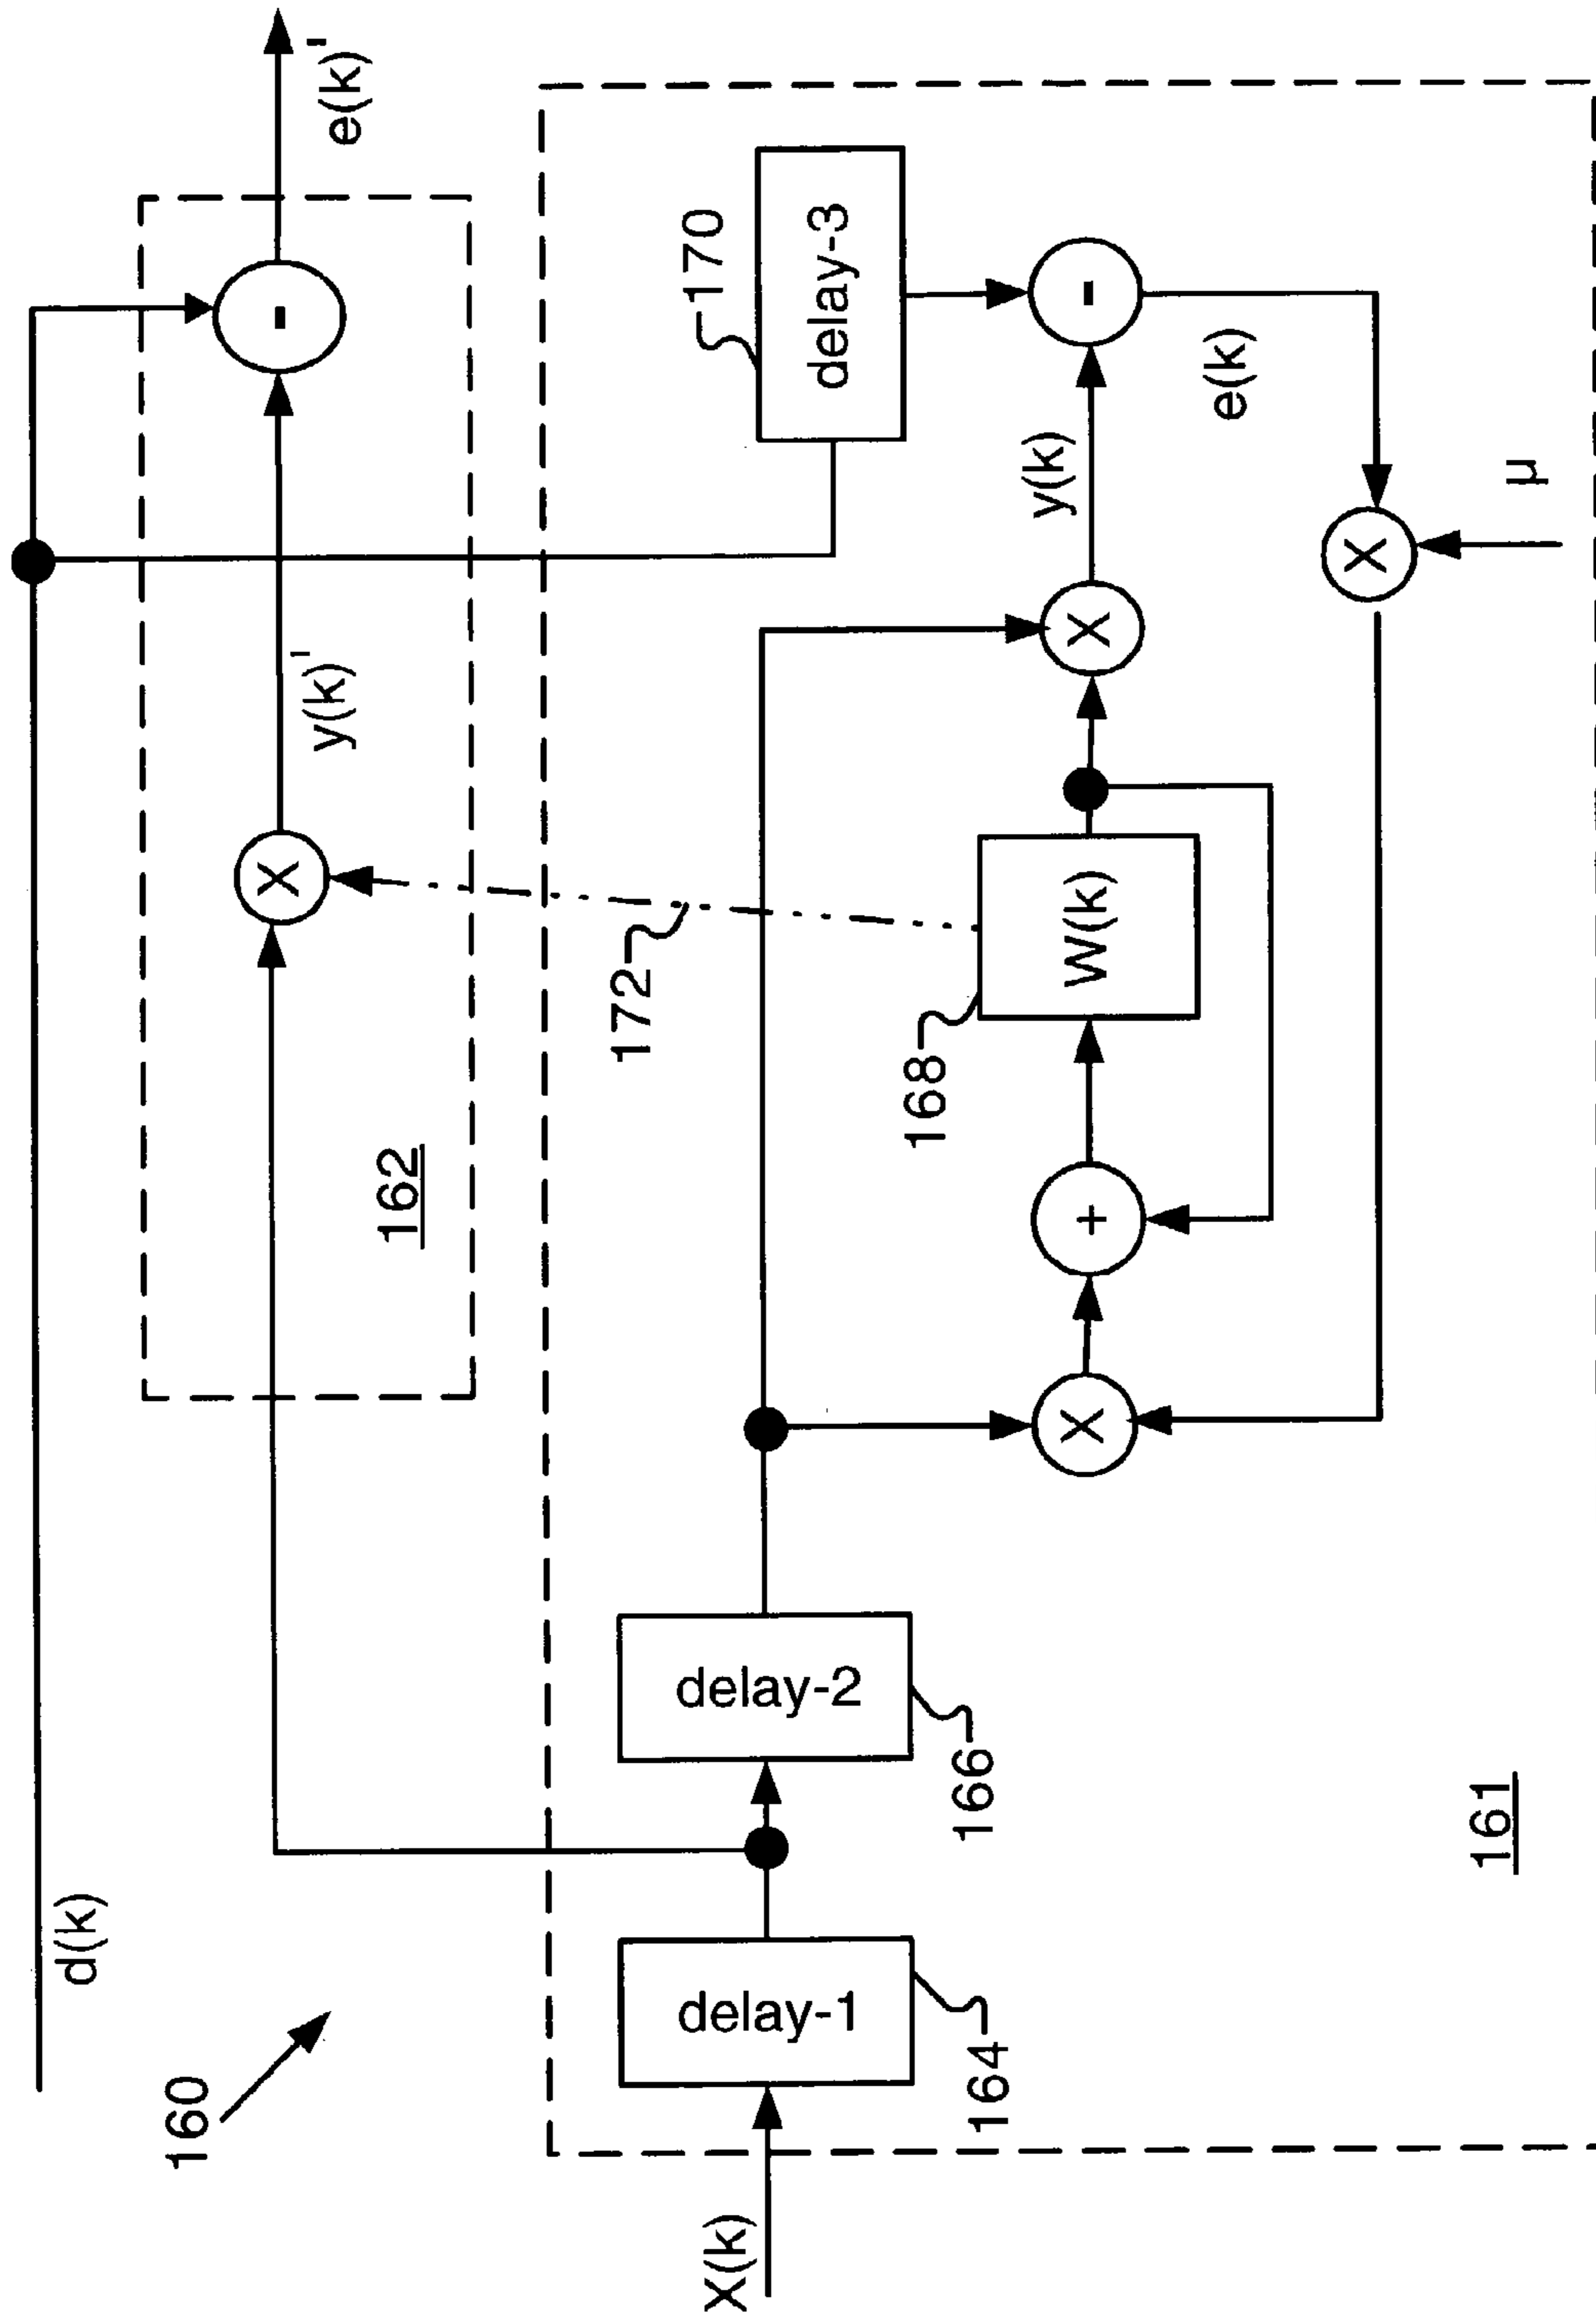 160
d(k)
e(k)'
-
y(k)'
X
162
172
X(k)
delay-1
164
delay-2
166
delay-3
170
X
+
W(k)
168
X
y(k)
-
e(k)
X
µ
161